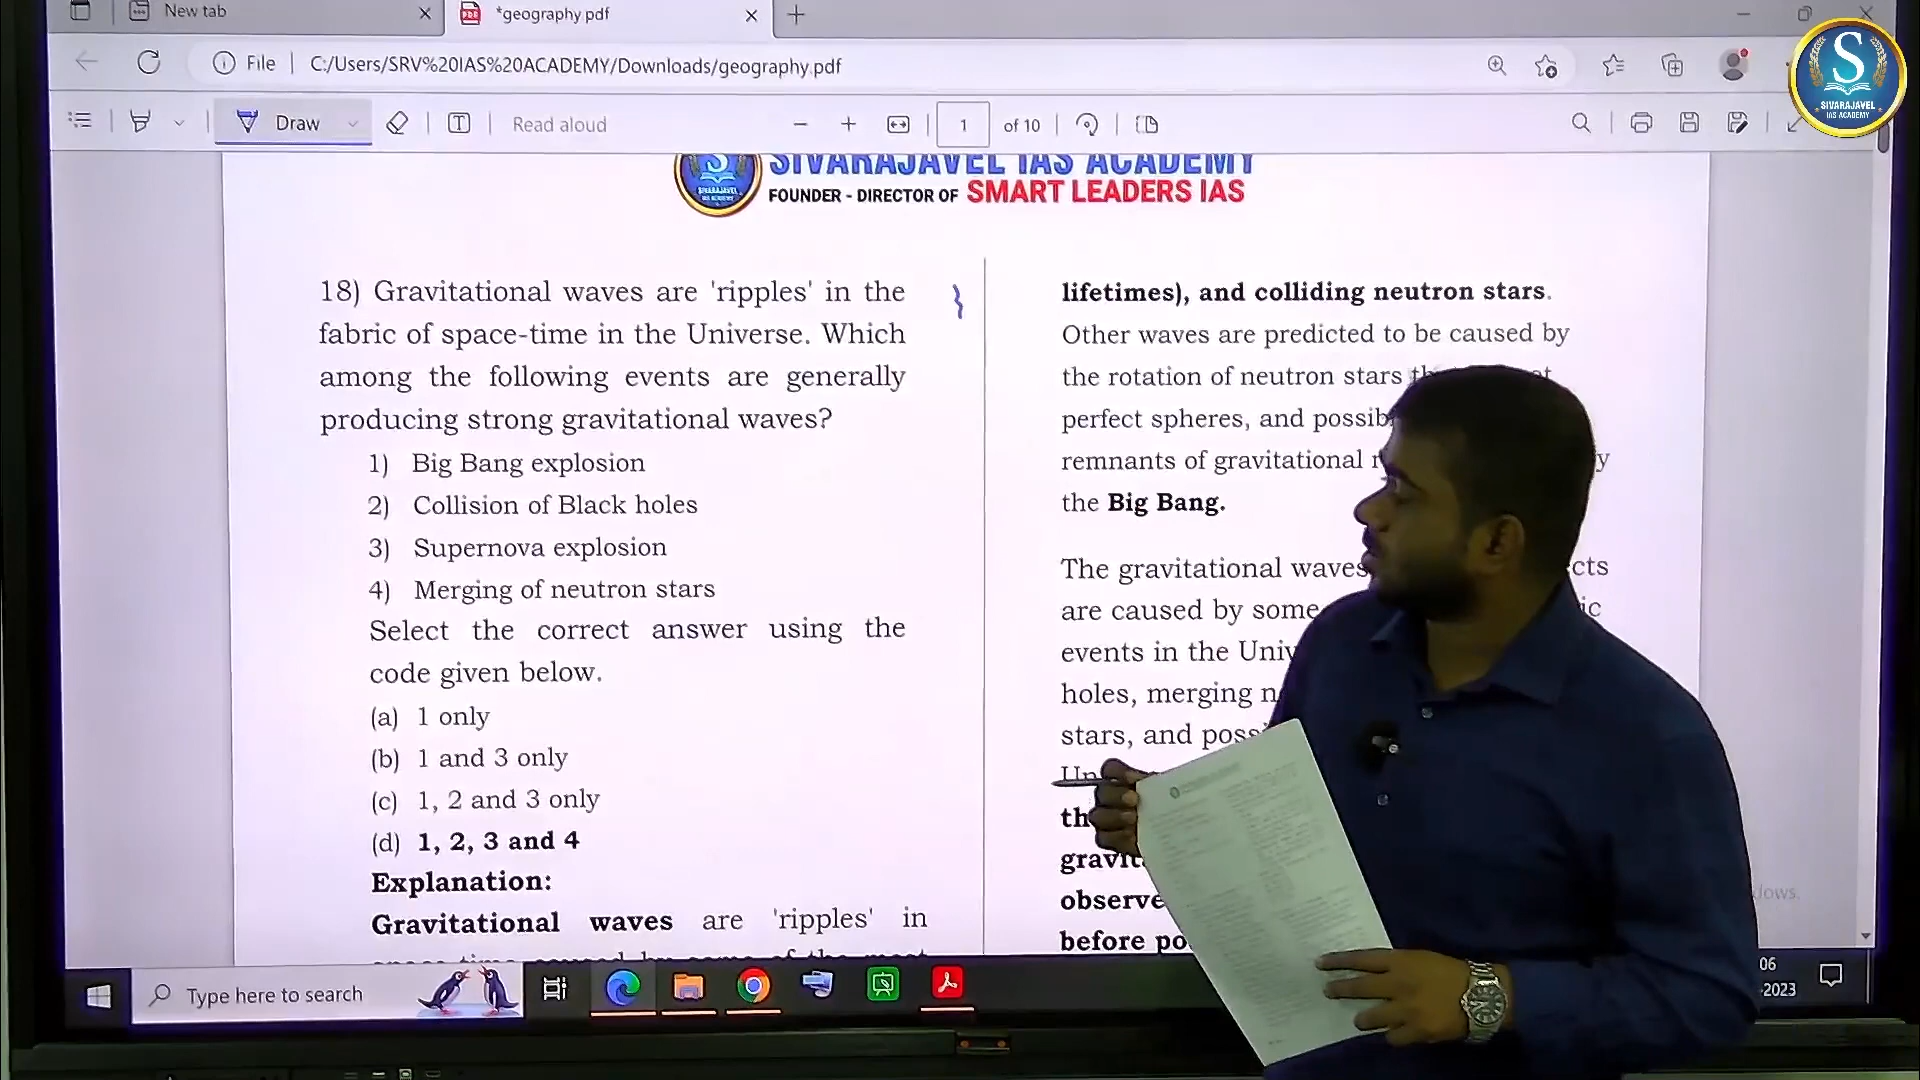 New tab
*geography pdf
File
C:/Users/SRV%20IAS%20ACADEMY/Downloads/geography.pdf
Draw
Read aloud
1
of 10
S
SIVARAJAVEL
IAS ACADEMY
SIVARAJAVEL IAS ACADEMY
FOUNDER - DIRECTOR OF SMART LEADERS IAS
18) Gravitational waves are 'ripples' in the
fabric of space-time in the Universe. Which
among the following events are generally
producing strong gravitational waves?
1) Big Bang explosion
2) Collision of Black holes
3) Supernova explosion
4) Merging of neutron stars
Select the correct answer using the
code given below.
(a) 1 only
(b) 1 and 3 only
(c) 1, 2 and 3 only
(d) 1, 2, 3 and 4
Explanation:
Gravitational waves are 'ripples' in
lifetimes), and colliding neutron stars.
Other waves are predicted to be caused by
the rotation of neutron stars
perfect spheres, and
remnants of gravitational
the Big Bang.
The gravitational waves
are caused by some
events in the
holes, merging
stars, and
before
Type here to search
06
-2023